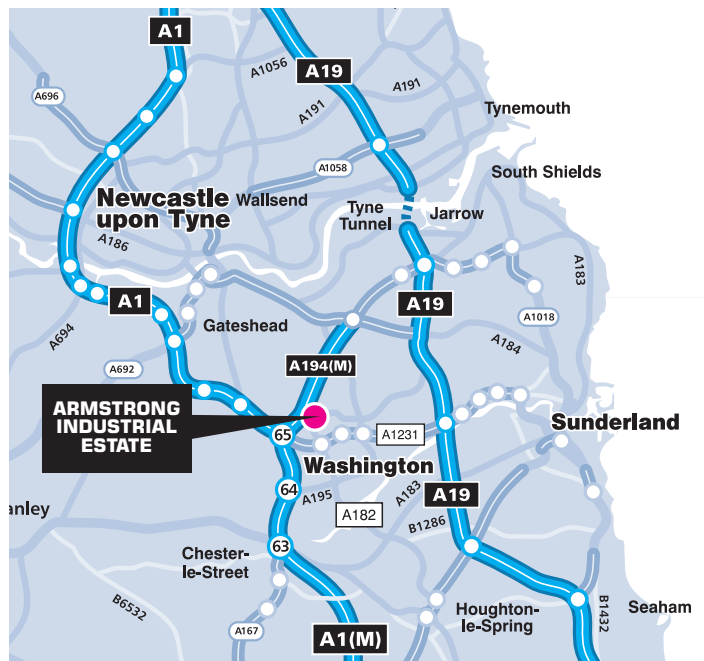 A1
A19
A1056
A191
A191
A696
Tynemouth
A1058
South Shields
Newcastle
upon Tyne
Wallsend
Tyne
Tunnel
Jarrow
A186
A183
A1
A19
A694
Gateshead
A1018
A184
A692
A194(M)
ARMSTRONG
INDUSTRIAL
ESTATE
65
A1231
Sunderland
Washington
64
A195
A183
A19
anley
A182
B1286
63
Chester-
le-Street
B6532
Houghton-
le-Spring
B1432
Seaham
A167
A1(M)